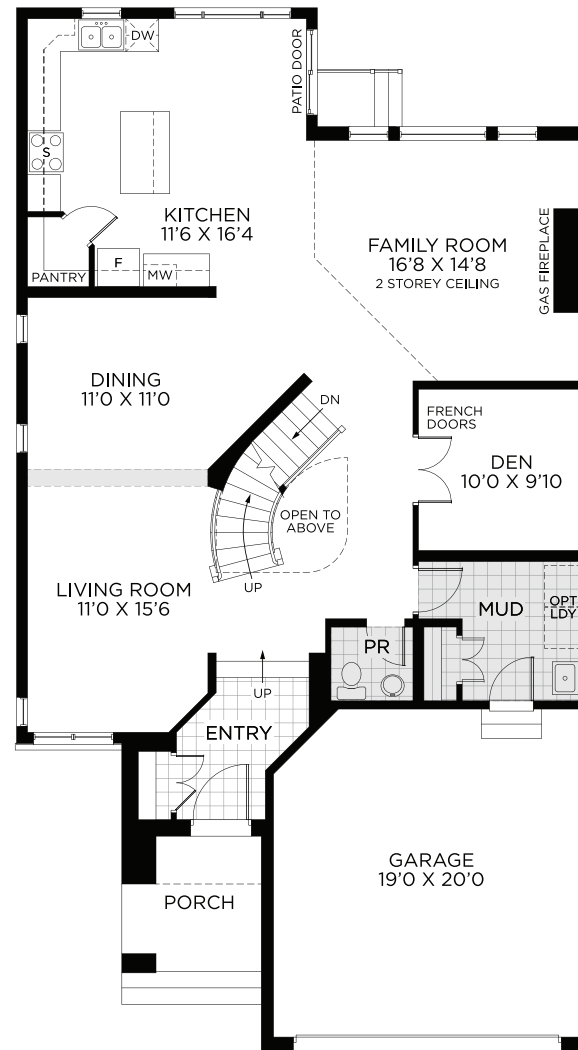 DW
PATIO DOOR
S
KITCHEN
11'6 X 16'4
FAMILY ROOM
16'8 X 14'8
2 STOREY CEILING
GAS FIREPLACE
PANTRY
F
MW
DINING
11'0 X 11'0
DN
FRENCH
DOORS
DEN
10'0 X 9'10
OPEN TO
ABOVE
UP
LIVING ROOM
11'0 X 15'6
MUD
OPT
LDY
PR
UP
ENTRY
GARAGE
19'0 X 20'0
PORCH